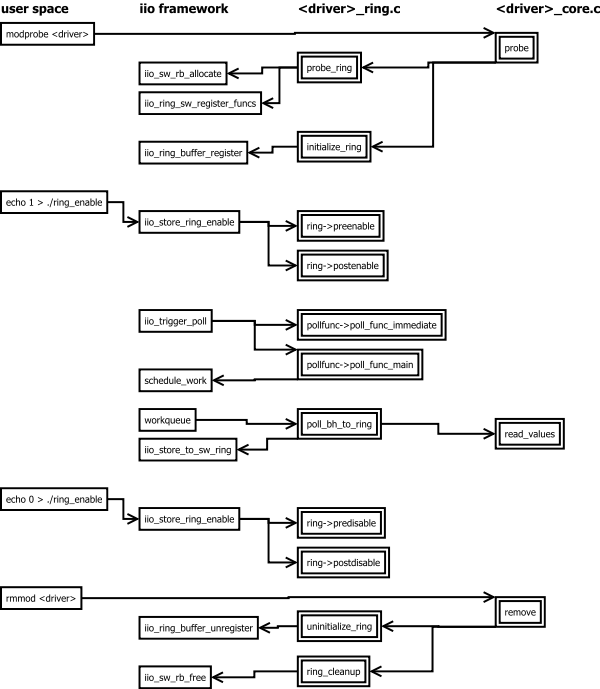 user space iio framework <driver>_ring.c <driver>_core.c
modprobe <driver>
probe
probe_ring
iio_sw_rb_allocate
iio_ring_sw_register_funcs
iio_ring_buffer_register initialize_ring
echo 1 > ./ring_enable
iio_store_ring_enable ring->preenable
ring->postenable
iio_trigger_poll pollfunc->poll_func_immediate
pollfunc->poll_func_main
schedule_work
workqueue poll_bh_to_ring read_values
iio_store_to_sw_ring
echo 0 > ./ring_enable
iio_store_ring_enable ring->predisable
ring->postdisable
rmmod <driver> remove
iio_ring_buffer_unregister uninitialize_ring
iio_sw_rb_free ring_cleanup